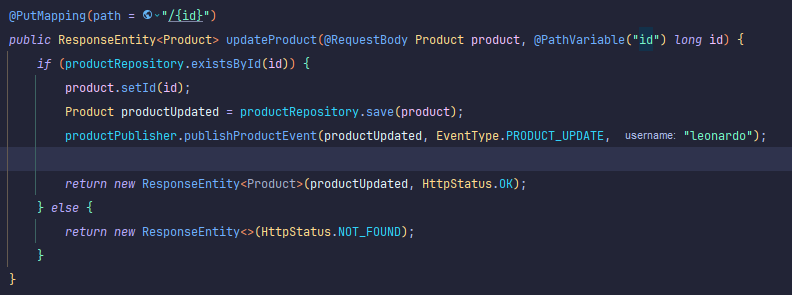 @PutMapping(path = "/{id}")
public ResponseEntity<Product> updateProduct(@RequestBody Product product, @PathVariable("id") long id) {
if (productRepository.existsById(id)) {
product.setId(id);
Product productUpdated = productRepository.save(product);
productPublisher.publishProductEvent(productUpdated, EventType.PRODUCT_UPDATE, username: "leonardo");
return new ResponseEntity<Product>(productUpdated, HttpStatus.OK);
} else {
return new ResponseEntity<>(HttpStatus.NOT_FOUND);
}
}